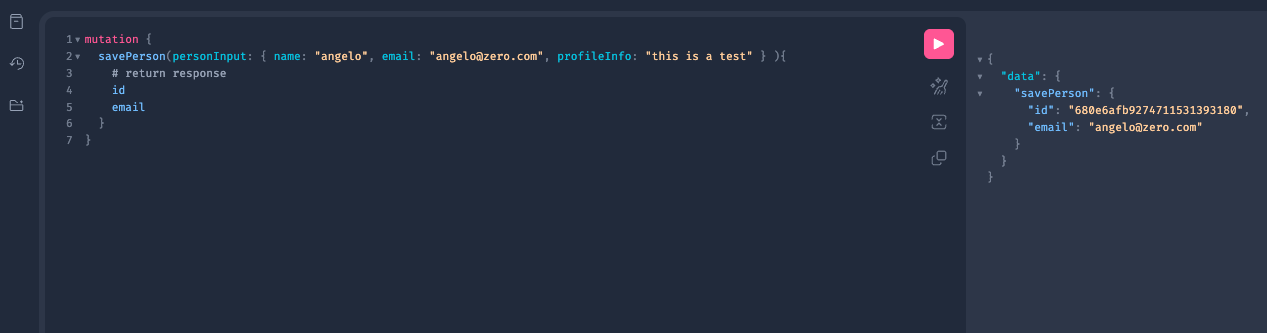 1 mutation {
2 savePerson(personInput: { name: "angelo", email: "angelo@zero.com", profileInfo: "this is a test" } ){
3 # return response
4 id
5 email
6 }
7 }
{
"data": {
"savePerson": {
"id": "680e6afb9274711531393180",
"email": "angelo@zero.com"
}
}
}